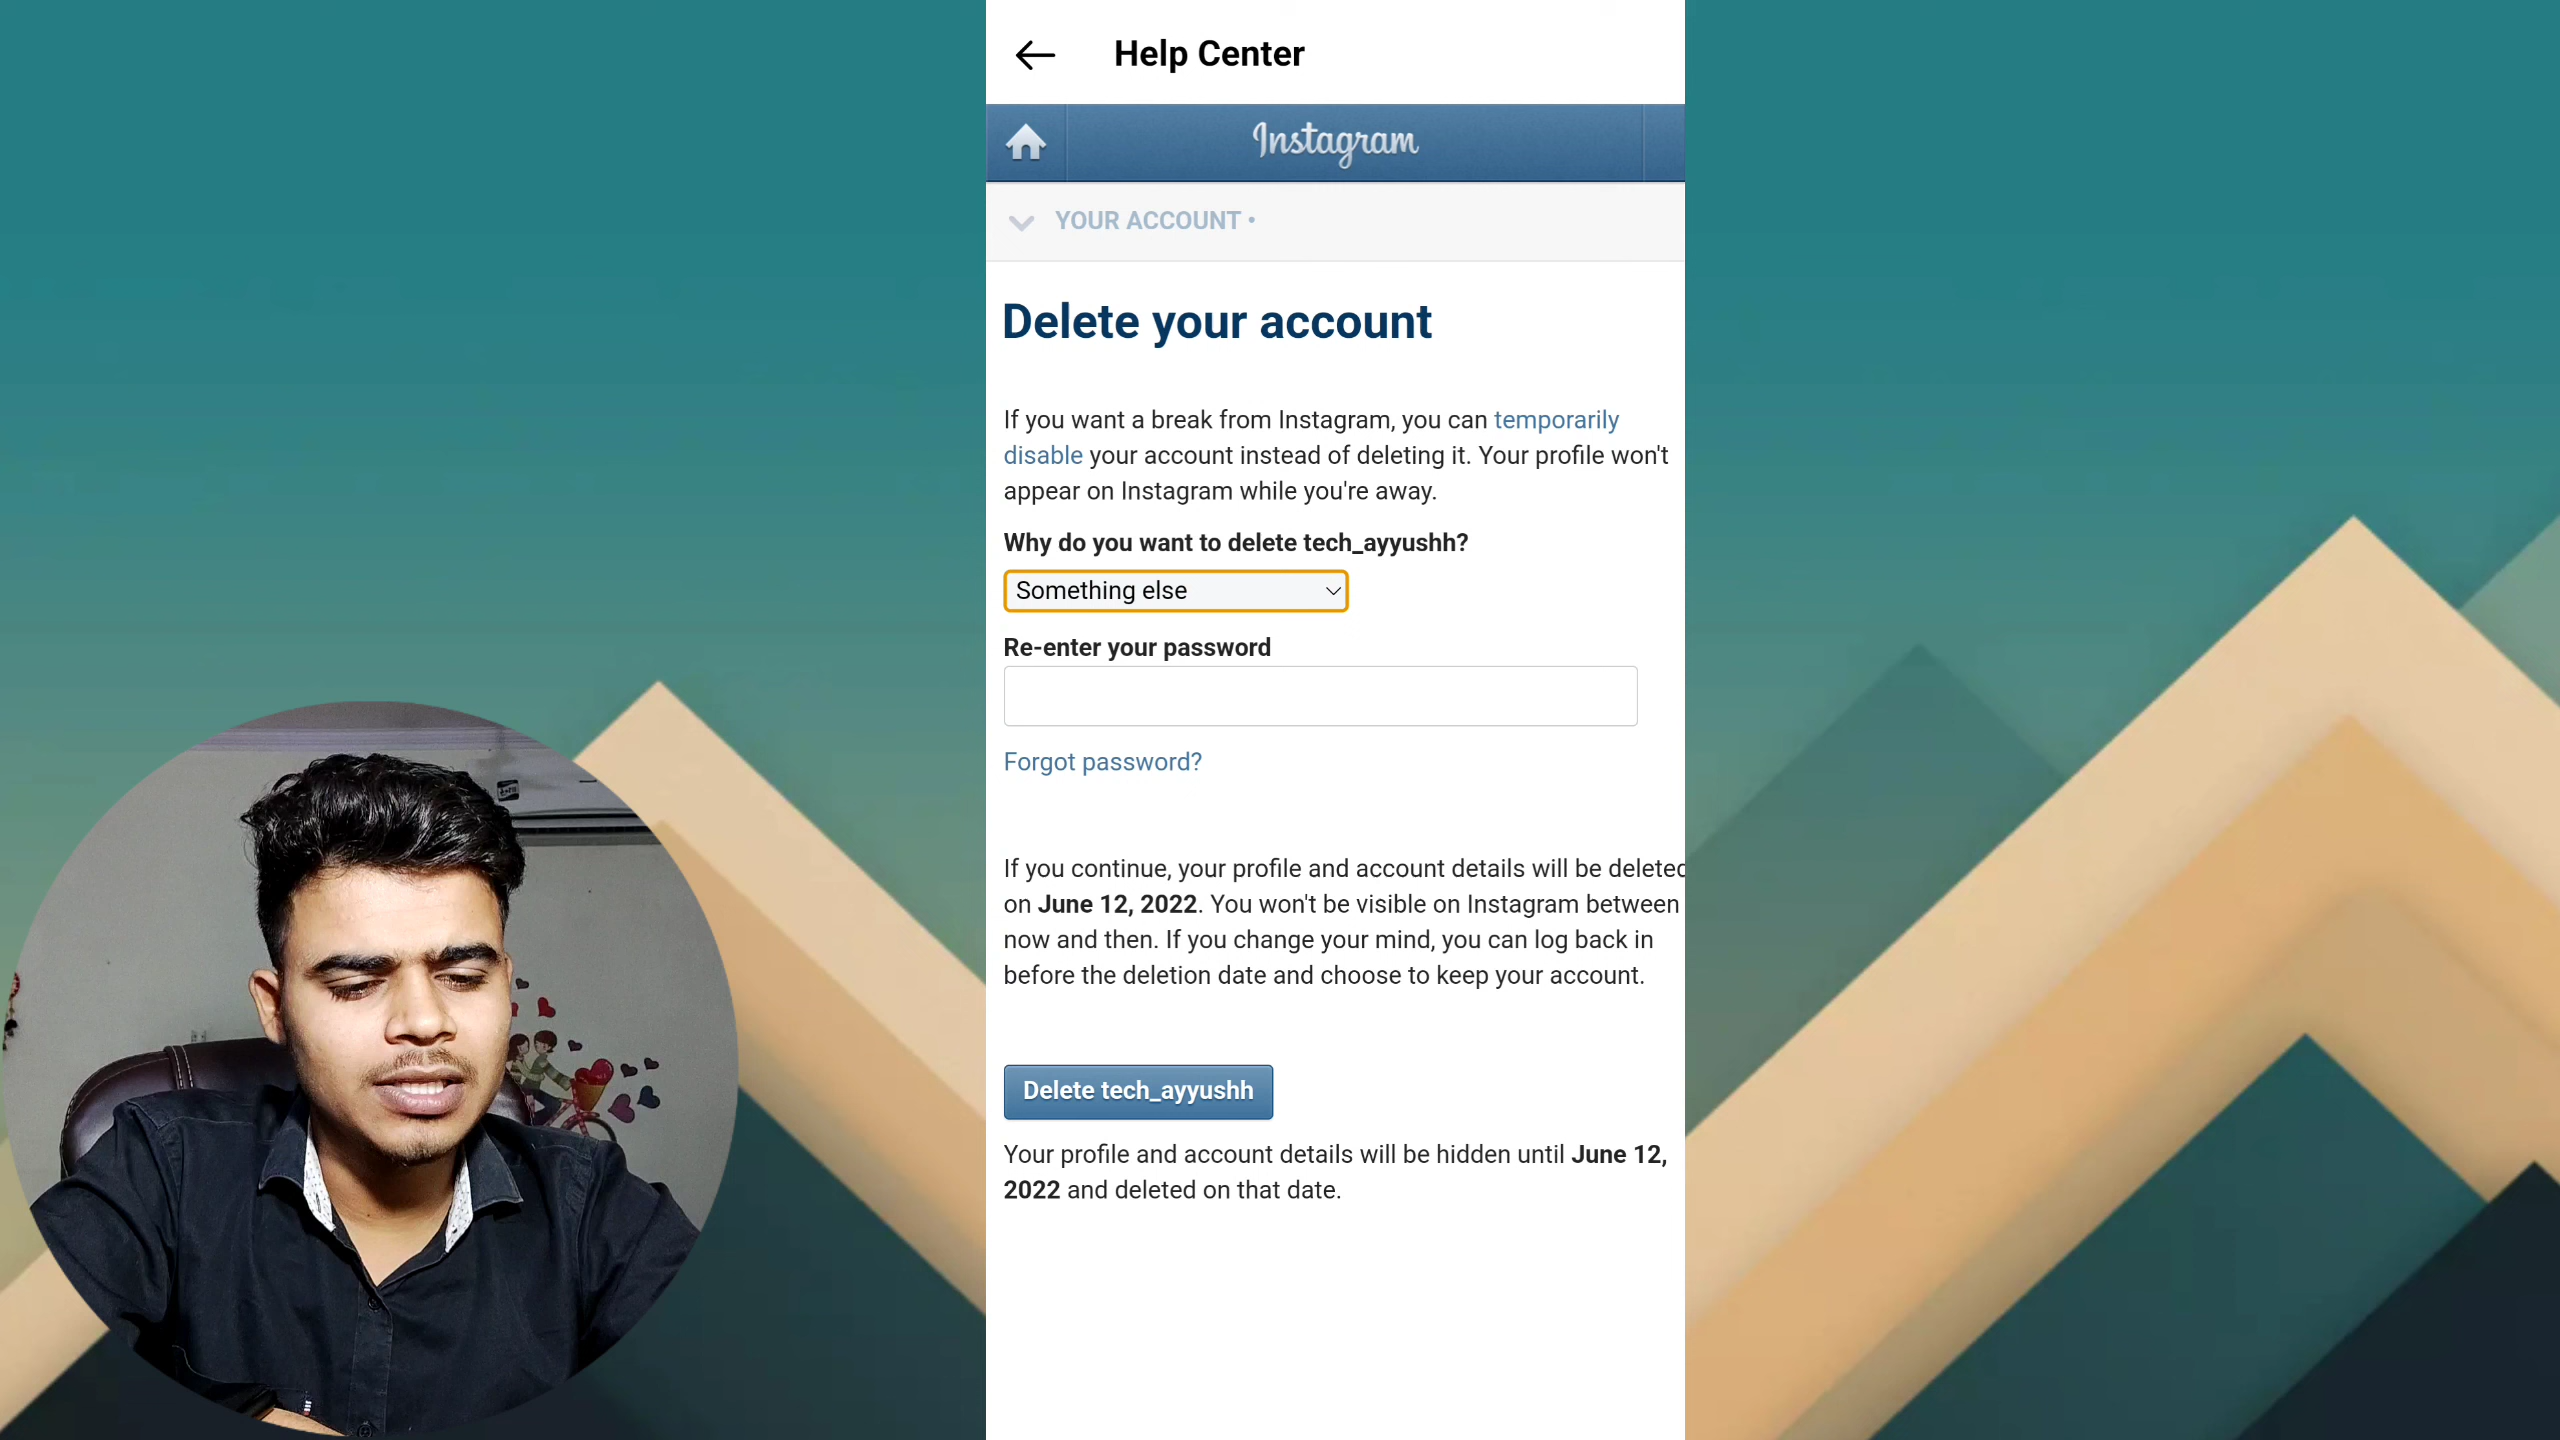 Help Center
Instagram
YOUR ACCOUNT •
Delete your account
If you want a break from Instagram, you can temporarily
disable your account instead of deleting it. Your profile won't
appear on Instagram while you're away.
Why do you want to delete tech_ayyushh?
Something else
Re-enter your password
Forgot password?
If you continue, your profile and account details will be deleted
on June 12, 2022. You won't be visible on Instagram between
now and then. If you change your mind, you can log back in
before the deletion date and choose to keep your account.
Delete tech_ayyushh
Your profile and account details will be hidden until June 12,
2022 and deleted on that date.